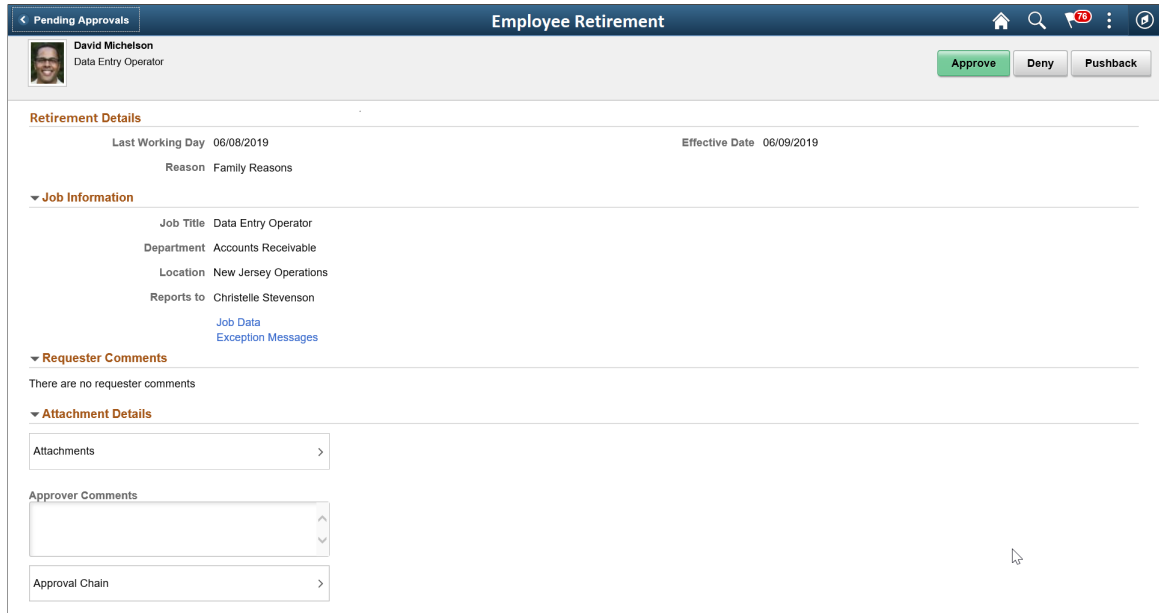 Pending Approvals
Employee Retirement
76
David Michelson
Data Entry Operator
Approve
Deny
Pushback
Retirement Details
Last Working Day 06/08/2019
Effective Date 06/09/2019
Reason Family Reasons
Job Information
Job Title Data Entry Operator
Department Accounts Receivable
Location New Jersey Operations
Reports to Christelle Stevenson
Job Data
Exception Messages
Requester Comments
There are no requester comments
Attachment Details
Attachments
Approver Comments
Approval Chain